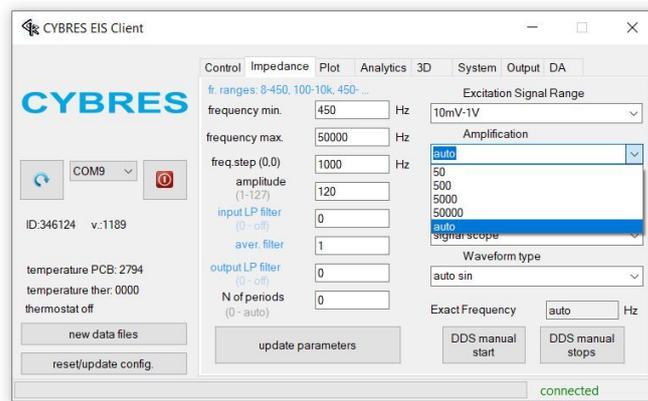 CYBRES EIS Client
CYBRES
COM9
ID:346124 v.:1189
temperature PCB: 2794
temperature ther: 0000
thermostat off
new data files
reset/update config.
Control Impedance Plot Analytics 3D System Output DA
fr. ranges: 8-450, 100-10k, 450- ...
frequency min. 450 Hz
frequency max. 50000 Hz
freq.step (0.0) 1000 Hz
amplitude
(1-127)
120
input LP filter
(0 - off)
0
aver. filter 1
output LP filter
(0 - off)
0
N of periods
(0 - auto)
0
update parameters
Excitation Signal Range
10mV-1V
Amplification
auto
50
500
5000
50000
auto
signal scope
Waveform type
auto sin
Exact Frequency auto Hz
DDS manual
start
DDS manual
stops
connected